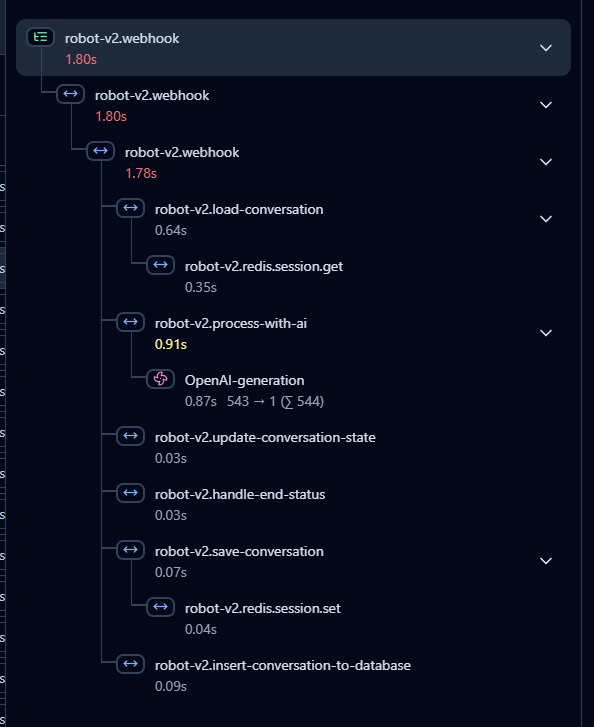 robot-v2.webhook
1.80s
robot-v2.webhook
1.80s
robot-v2.webhook
1.78s
robot-v2.load-conversation
0.64s
robot-v2.redis.session.get
0.35s
robot-v2.process-with-ai
0.91s
OpenAI-generation
0.87s 543 → 1 (∑ 544)
robot-v2.update-conversation-state
0.03s
robot-v2.handle-end-status
0.03s
robot-v2.save-conversation
0.07s
robot-v2.redis.session.set
0.04s
robot-v2.insert-conversation-to-database
0.09s